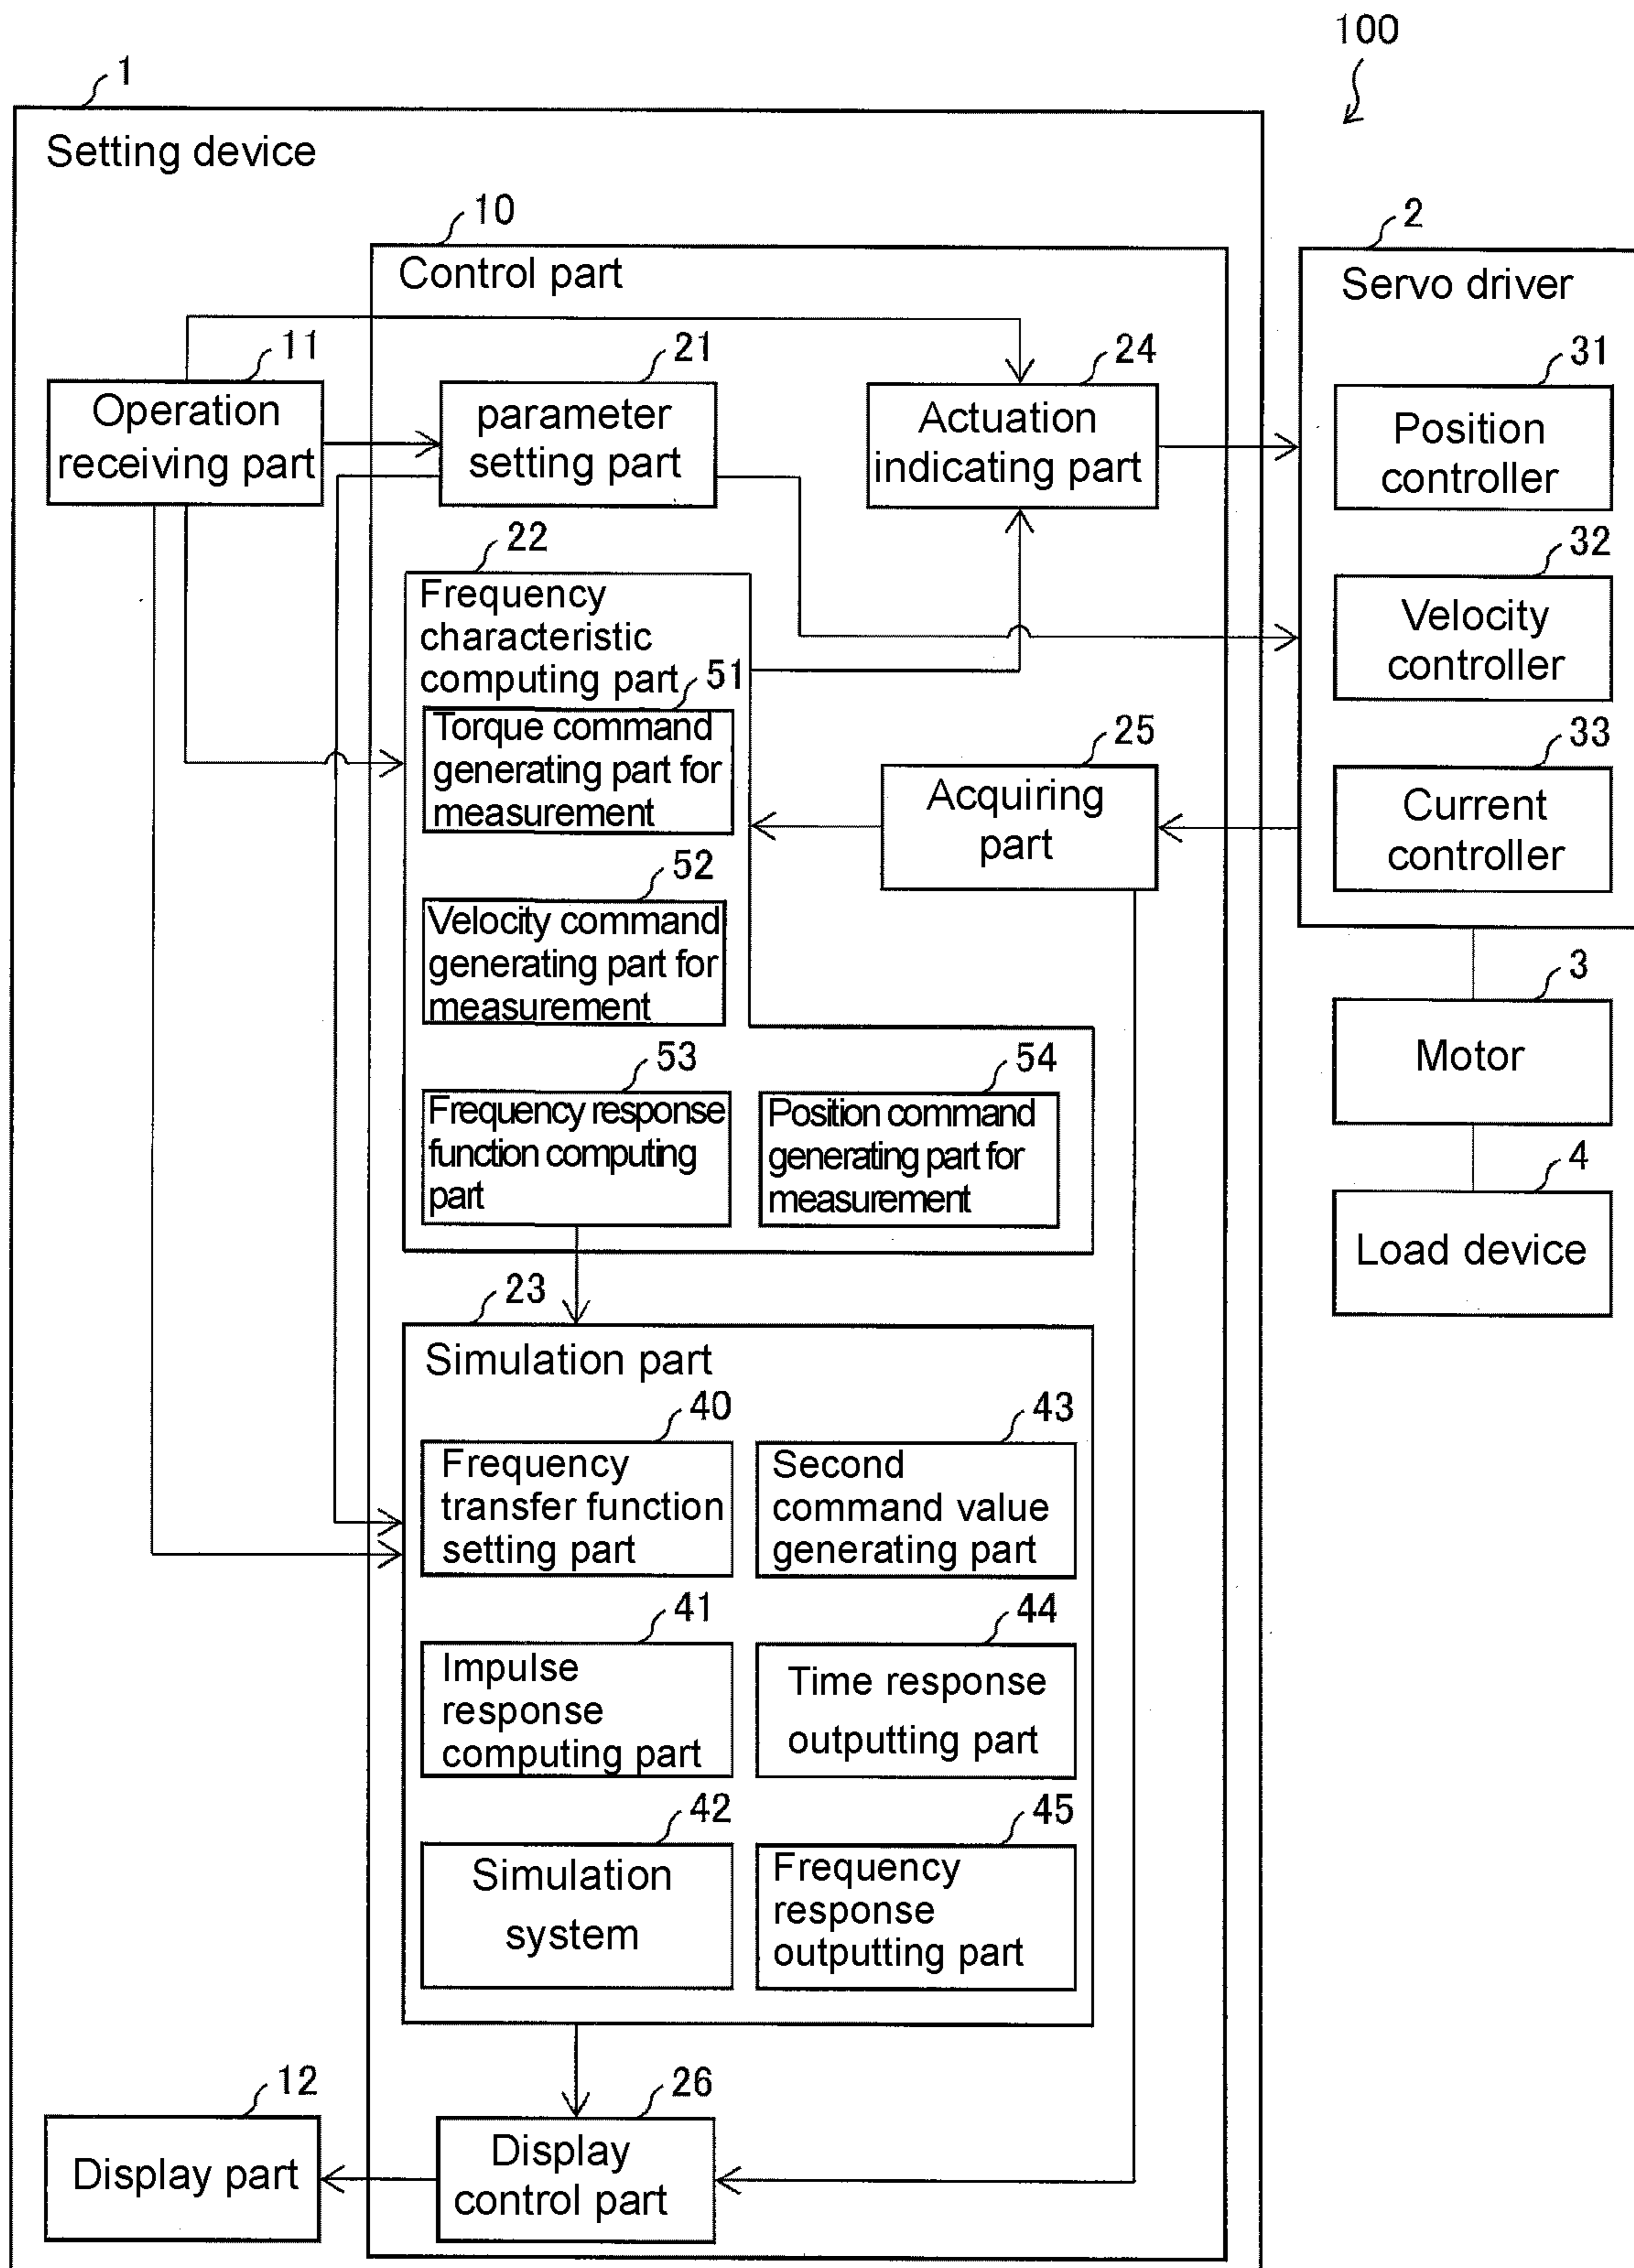 100
1
Setting device
10
Control part
2
Servo driver
11
Operation
receiving part
21
parameter
setting part
24
Actuation
indicating part
31
Position
controller
22
Frequency
characteristic
computing part
32
Velocity
controller
51
Torque command
generating part for
measurement
25
Acquiring
part
33
Current
controller
52
Velocity command
generating part for
measurement
3
Motor
53
Frequency response
function computing
part
54
Position command
generating part for
measurement
4
Load device
23
Simulation part
40
Frequency
transfer function
setting part
43
Second
command value
generating part
41
Impulse
response
computing part
44
Time response
outputting part
42
Simulation
system
45
Frequency
response
outputting part
12
Display part
26
Display
control part